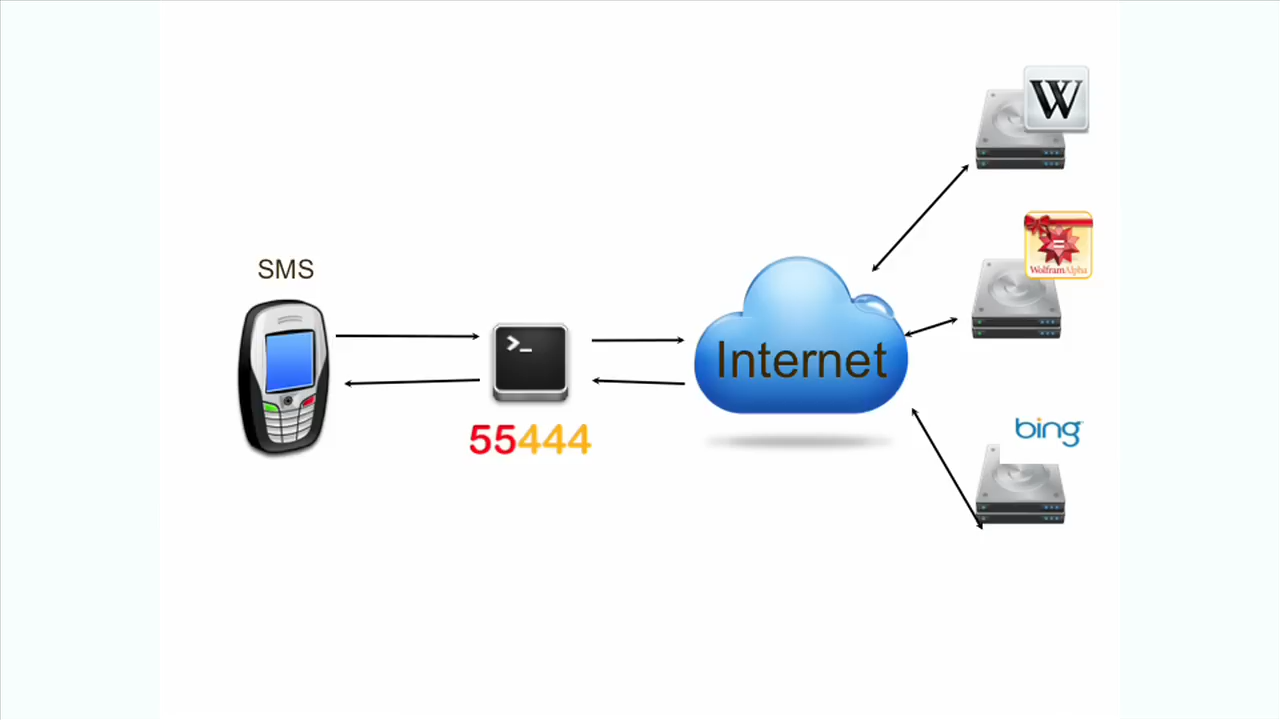 W
=
WolframAlpha
SMS
>_
Internet
55444
bing